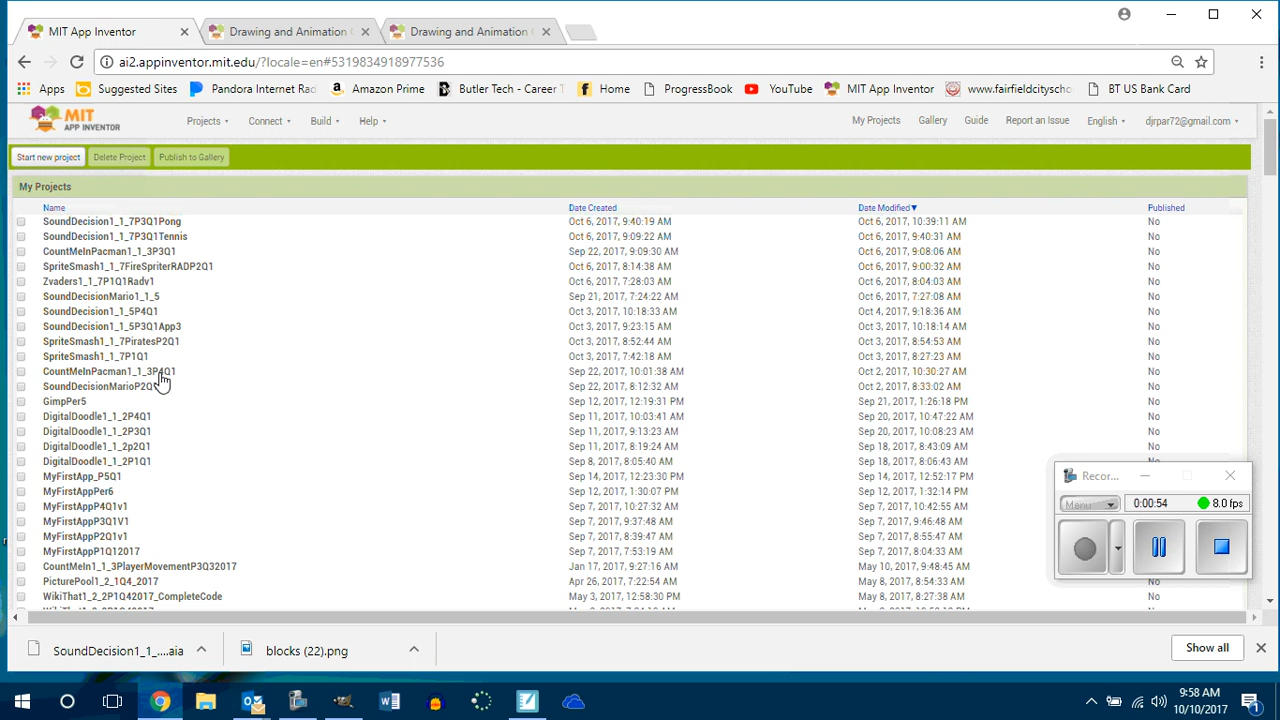 MIT App Inventor
Drawing and Animation
Drawing and Animation
ai2.appinventor.mit.edu/?locale=en#5319834918977536
Apps
Suggested Sites
Pandora Internet Rad
Amazon Prime
Butler Tech - Career
Home
ProgressBook
YouTube
MIT App Inventor
www.fairfieldcityscho
BT US Bank Card
MIT
APP INVENTOR
Projects
Connect
Build
Help
My Projects
Gallery
Guide
Report an Issue
English
djrpar72@gmail.com
Start new project
Delete Project
Publish to Gallery
My Projects
Name Date Created Date Modified▼ Published
SoundDecision1_1_7P3Q1Pong Oct 6, 2017, 9:40:19 AM Oct 6, 2017, 10:39:11 AM No
SoundDecision1_1_7P3Q1Tennis Oct 6, 2017, 9:09:22 AM Oct 6, 2017, 9:40:31 AM No
CountMeInPacman1_1_3P3Q1 Sep 22, 2017, 9:09:30 AM Oct 6, 2017, 9:08:06 AM No
SpriteSmash1_1_7FireSpriterRADP2Q1 Oct 6, 2017, 8:14:38 AM Oct 6, 2017, 9:00:32 AM No
Zvaders1_1_7P1Q1Radv1 Oct 6, 2017, 7:28:03 AM Oct 6, 2017, 8:04:03 AM No
SoundDecisionMario1_1_5 Sep 21, 2017, 7:24:22 AM Oct 6, 2017, 7:27:08 AM No
SoundDecision1_1_5P4Q1 Oct 3, 2017, 10:18:33 AM Oct 4, 2017, 9:18:36 AM No
SoundDecision1_1_5P3Q1App3 Oct 3, 2017, 9:23:15 AM Oct 3, 2017, 10:18:14 AM No
SpriteSmash1_1_7PiratesP2Q1 Oct 3, 2017, 8:52:44 AM Oct 3, 2017, 8:54:53 AM No
SpriteSmash1_1_7P1Q1 Oct 3, 2017, 7:42:18 AM Oct 3, 2017, 8:27:23 AM No
CountMeInPacman1_1_3P4Q1 Sep 22, 2017, 10:01:38 AM Oct 2, 2017, 10:30:27 AM No
SoundDecisionMarioP2Q Sep 22, 2017, 8:12:32 AM Oct 2, 2017, 8:33:02 AM No
GimpPer5 Sep 12, 2017, 12:19:31 PM Sep 21, 2017, 1:26:18 PM No
DigitalDoodle1_1_2P4Q1 Sep 11, 2017, 10:03:41 AM Sep 20, 2017, 10:47:22 AM No
DigitalDoodle1_1_2P3Q1 Sep 11, 2017, 9:13:23 AM Sep 20, 2017, 10:08:23 AM No
DigitalDoodle1_1_2p2Q1 Sep 11, 2017, 8:19:24 AM Sep 18, 2017, 8:43:09 AM No
DigitalDoodle1_1_2P1Q1 Sep 8, 2017, 8:05:40 AM Sep 18, 2017, 8:06:43 AM No
MyFirstApp_P5Q1 Sep 14, 2017, 12:23:30 PM Sep 14, 2017, 12:52:17 PM
MyFirstAppPer6 Sep 12, 2017, 1:30:07 PM Sep 12, 2017, 1:32:14 PM
MyFirstAppP4Q1v1 Sep 7, 2017, 10:27:32 AM Sep 7, 2017, 10:42:55 AM
MyFirstAppP3Q1V1 Sep 7, 2017, 9:37:48 AM Sep 7, 2017, 9:46:48 AM
MyFirstAppP2Q1v1 Sep 7, 2017, 8:39:47 AM Sep 7, 2017, 8:55:47 AM
MyFirstAppP1Q12017 Sep 7, 2017, 7:53:19 AM Sep 7, 2017, 8:04:33 AM
CountMeIn1_1_3PlayerMovementP3Q32017 Jan 17, 2017, 9:27:16 AM May 10, 2017, 9:48:45 AM
PicturePool1_2_1Q4_2017 Apr 26, 2017, 7:22:54 AM May 8, 2017, 8:54:33 AM No
WikiThat1_2_2P1Q42017_CompleteCode May 3, 2017, 12:58:30 PM May 8, 2017, 8:27:38 AM No
Recor...
Menu
0:00:54
8.0 fps
SoundDecision1_1_....aia
blocks (22).png
Show all
9:58 AM
10/10/2017